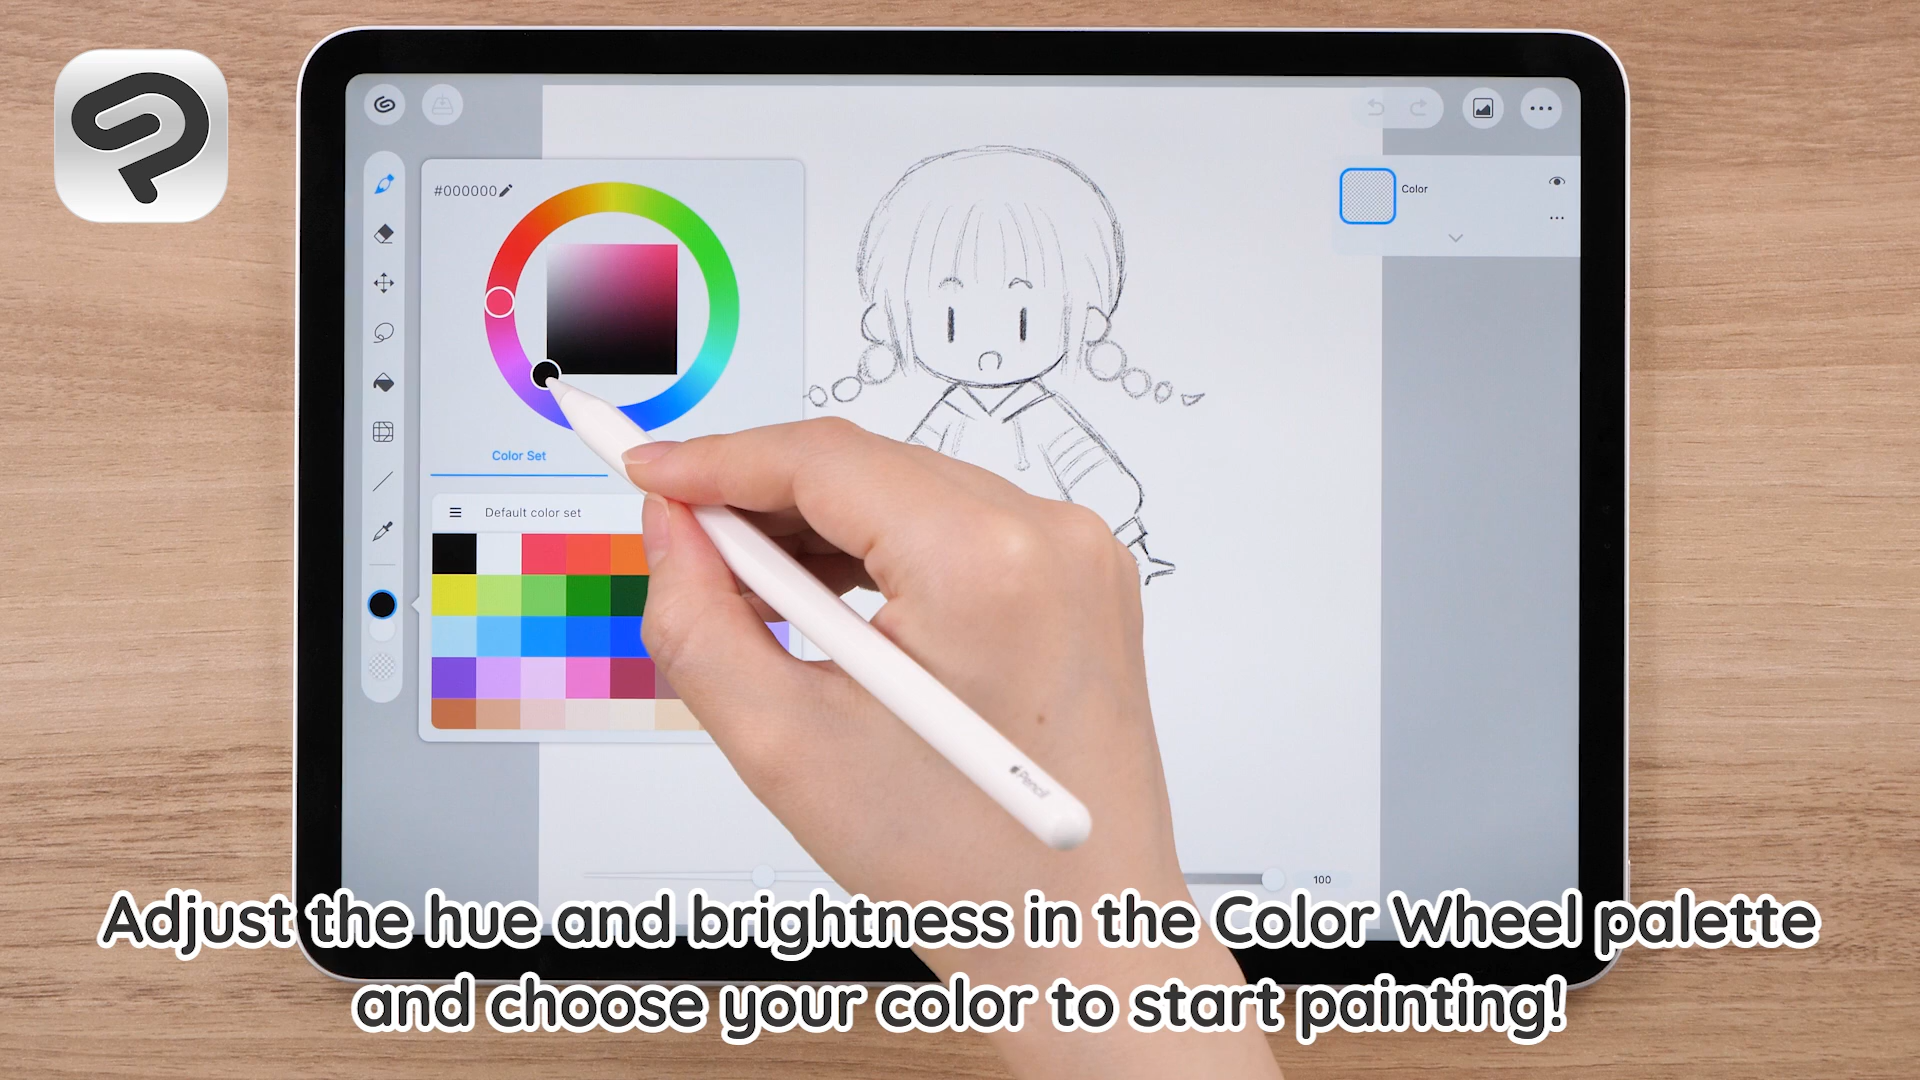 #000000
Color
Color Set
Default color set
Pencil
100
Adjust the hue and brightness in the Color Wheel palette
and choose your color to start painting!